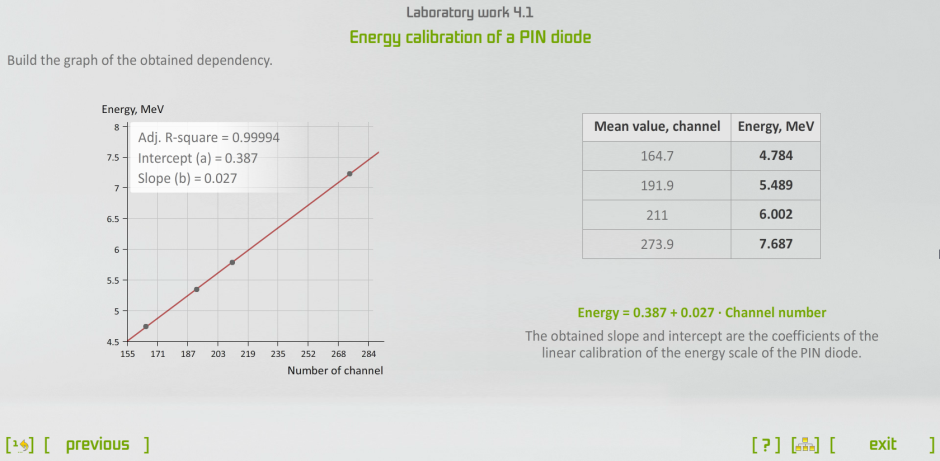 Laboratory work 4.1
Energy calibration of a PIN diode
Build the graph of the obtained dependency.
Energy, MeV
8
7.5
7
6.5
6
5.5
5
4.5
Adj. R-square = 0.99994
Intercept (a) = 0.387
Slope (b) = 0.027
155 171 187 203 219 235 252 268 284
Number of channel
Mean value, channel Energy, MeV
164.7 4.784
191.9 5.489
211 6.002
273.9 7.687
Energy = 0.387 + 0.027 · Channel number
The obtained slope and intercept are the coefficients of the
linear calibration of the energy scale of the PIN diode.
[1] [ previous ]
[ ? ] [ ] [ exit ]